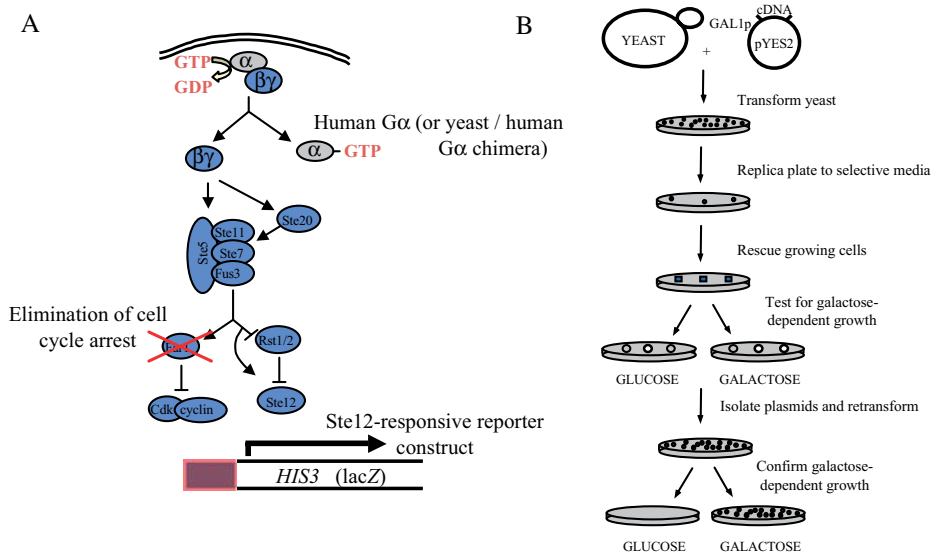 A
GTP
α
GDP
βγ
Human Gα (or yeast / human
Gα chimera)
βγ
α
GTP
Ste20
Ste5
Ste11
Ste7
Fus3
Elimination of cell
cycle arrest
Rst1/2
Cdk
cyclin
Ste12
Ste12-responsive reporter
construct
HIS3 (lacZ)
B
YEAST
+
GAL1p
cDNA
pYES2
Transform yeast
Replica plate to selective media
Rescue growing cells
Test for galactose-
dependent growth
GLUCOSE
GALACTOSE
Isolate plasmids and retransform
Confirm galactose-
dependent growth
GLUCOSE
GALACTOSE